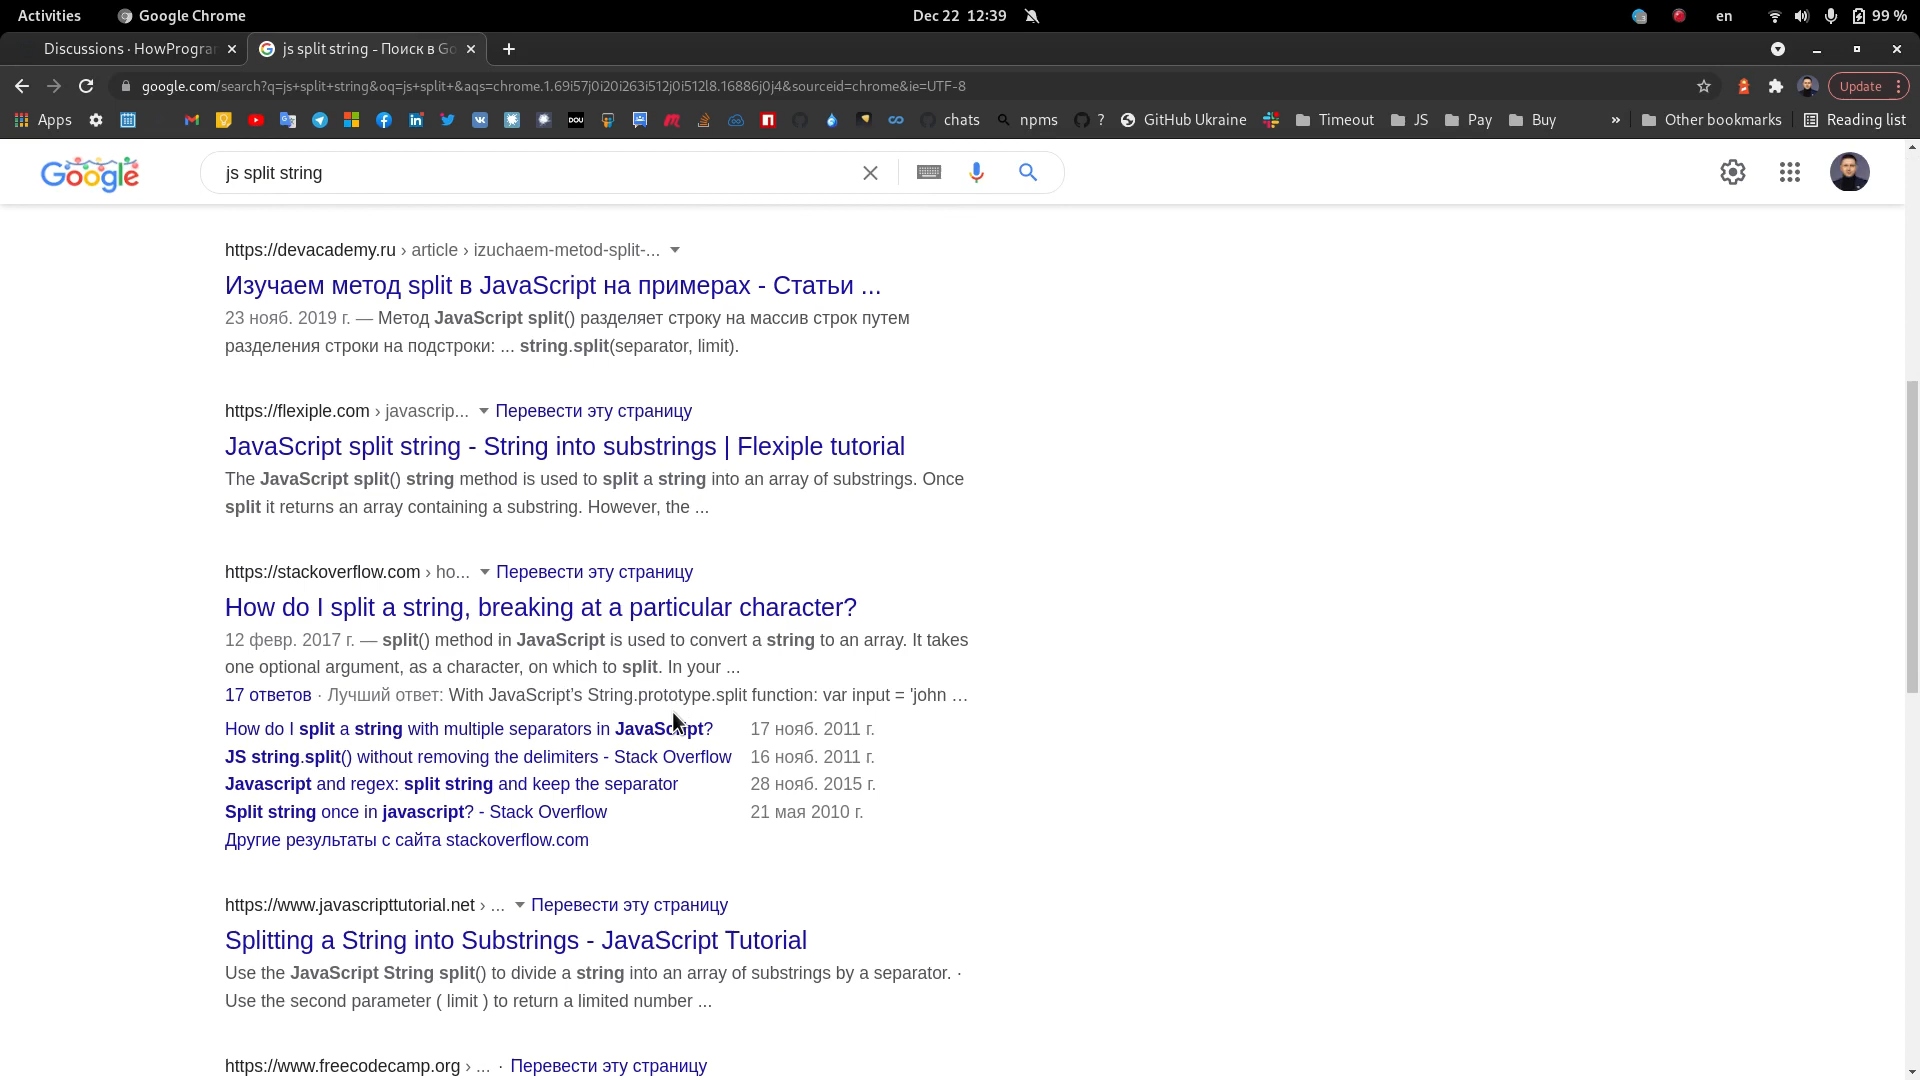 Activities Google Chrome Dec 22 12:39 en 99 %
Discussions · HowProgra js split string - Поиск в Go
google.com/search?q=js+split+string&oq=js+split+&aqs=chrome.1.69i57j0i20i263i512j0i512l8.16886j0j4&sourceid=chrome&ie=UTF-8 Update
Apps DOU chats npms ? GitHub Ukraine Timeout JS Pay Buy » Other bookmarks Reading list
Google js split string
https://devacademy.ru › article › izuchaem-metod-split-...
Изучаем метод split в JavaScript на примерах - Статьи ...
23 нояб. 2019 г. — Метод JavaScript split() разделяет строку на массив строк путем
разделения строки на подстроки: ... string.split(separator, limit).
https://flexiple.com › javascrip... Перевести эту страницу
JavaScript split string - String into substrings | Flexiple tutorial
The JavaScript split() string method is used to split a string into an array of substrings. Once
split it returns an array containing a substring. However, the ...
https://stackoverflow.com › ho... Перевести эту страницу
How do I split a string, breaking at a particular character?
12 февр. 2017 г. — split() method in JavaScript is used to convert a string to an array. It takes
one optional argument, as a character, on which to split. In your ...
17 ответов · Лучший ответ: With JavaScript's String.prototype.split function: var input = 'john ...
How do I split a string with multiple separators in JavaScript? 17 нояб. 2011 г.
JS string.split() without removing the delimiters - Stack Overflow 16 нояб. 2011 г.
Javascript and regex: split string and keep the separator 28 нояб. 2015 г.
Split string once in javascript? - Stack Overflow 21 мая 2010 г.
Другие результаты с сайта stackoverflow.com
https://www.javascripttutorial.net › ... Перевести эту страницу
Splitting a String into Substrings - JavaScript Tutorial
Use the JavaScript String split() to divide a string into an array of substrings by a separator. ·
Use the second parameter ( limit ) to return a limited number ...
https://www.freecodecamp.org › ... · Перевести эту страницу